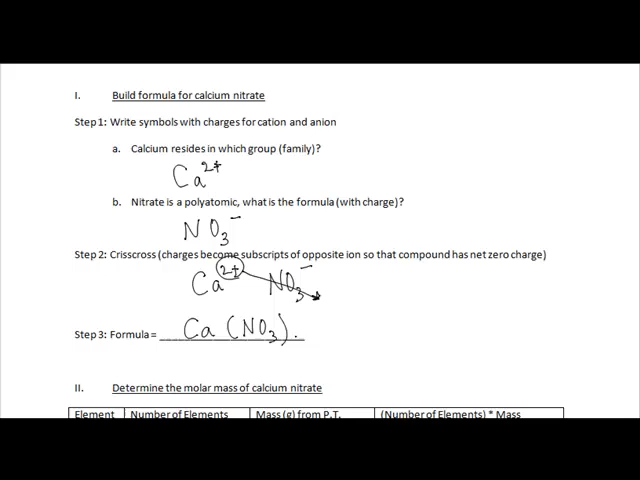 I. Build formula for calcium nitrate
Step 1: Write symbols with charges for cation and anion
a. Calcium resides in which group (family)?
Ca²⁺
b. Nitrate is a polyatomic, what is the formula (with charge)?
NO₃⁻
Step 2: Crisscross (charges become subscripts of opposite ion so that compound has net zero charge)
Ca²⁺ NO₃⁻
Step 3: Formula = Ca(NO₃).
II. Determine the molar mass of calcium nitrate
Element Number of Elements Mass (g) from P.T. (Number of Elements) * Mass